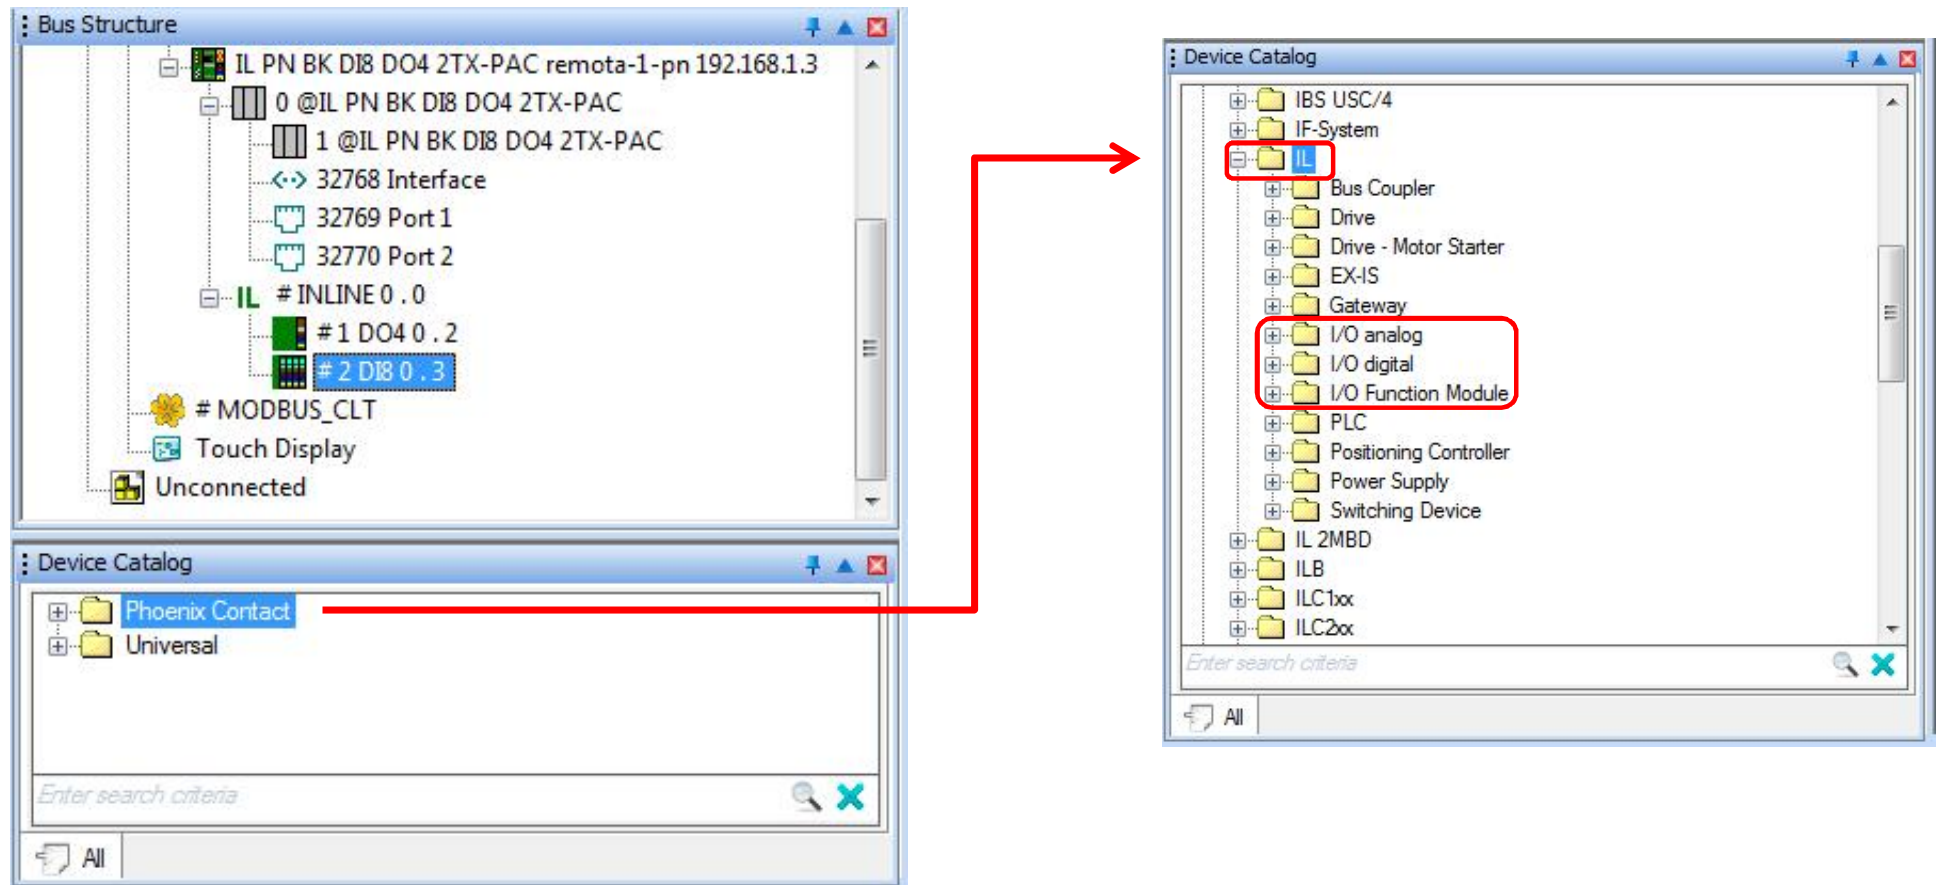 Bus Structure
IL PN BK DI8 DO4 2TX-PAC remota-1-pn 192.168.1.3
0 @IL PN BK DI8 DO4 2TX-PAC
1 @IL PN BK DI8 DO4 2TX-PAC
32768 Interface
32769 Port 1
32770 Port 2
IL # INLINE 0 . 0
# 1 DO4 0 . 2
# 2 DI8 0 . 3
# MODBUS_CLT
Touch Display
Unconnected
Device Catalog
Phoenix Contact
Universal
Enter search criteria
All
Device Catalog
IBS USC/4
IF-System
IL
Bus Coupler
Drive
Drive - Motor Starter
EX-IS
Gateway
I/O analog
I/O digital
I/O Function Module
PLC
Positioning Controller
Power Supply
Switching Device
IL 2MBD
ILB
ILC1xx
ILC2xx
Enter search criteria
All